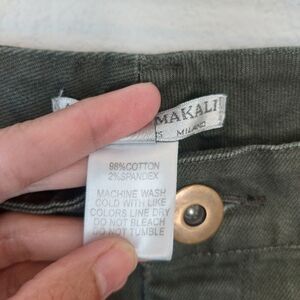 MAKALI
MILANO
98%COTTON
2%SPANDEX
MACHINE WASH
COLD WITH LIKE
COLORS LINE DRY
DO NOT BLEACH
DO NOT TUMBLE